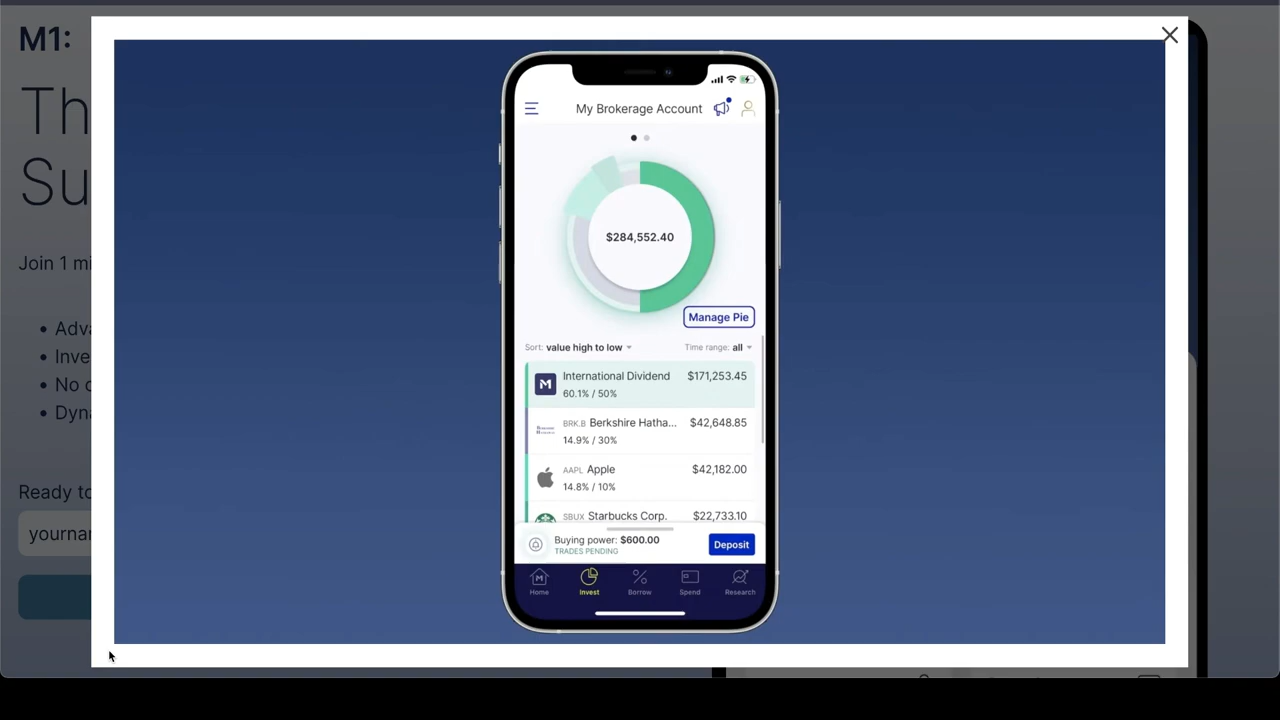 M1:
Th
Su
Join 1 mi
Adva
Inve
No c
Dyna
Ready to
yournar
My Brokerage Account
$284,552.40
Manage Pie
Sort: value high to low
Time range: all
M
International Dividend $171,253.45
60.1% / 50%
BRK.B Berkshire Hatha... $42,648.85
14.9% / 30%
AAPL Apple $42,182.00
14.8% / 10%
SBUX Starbucks Corp. $22,733.10
Buying power: $600.00
TRADES PENDING
Deposit
Home Invest Borrow Spend Research